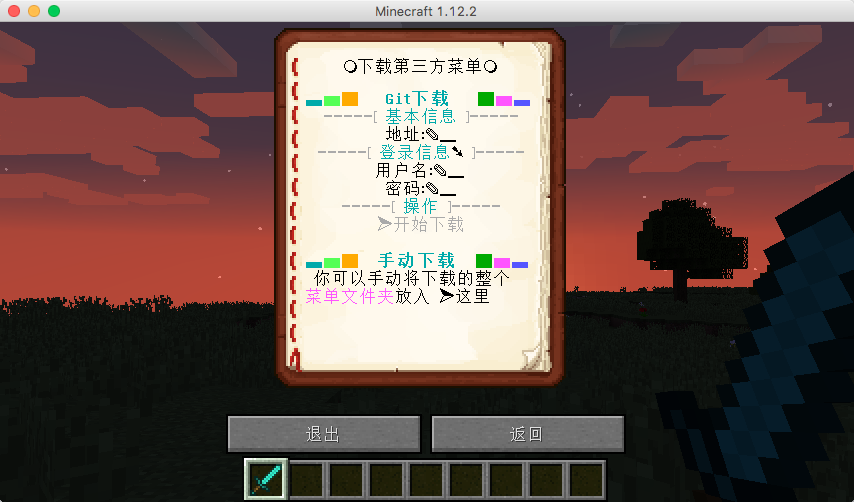 Minecraft 1.12.2
下载第三方菜单
Git下载
-----[ 基本信息 ]-----
地址:✎__
-----[ 登录信息➴ ]-----
用户名:✎__
密码:✎__
-----[ 操作 ]-----
➢开始下载
手动下载
你可以手动将下载的整个
菜单文件夹放入 ➢这里
退出
返回